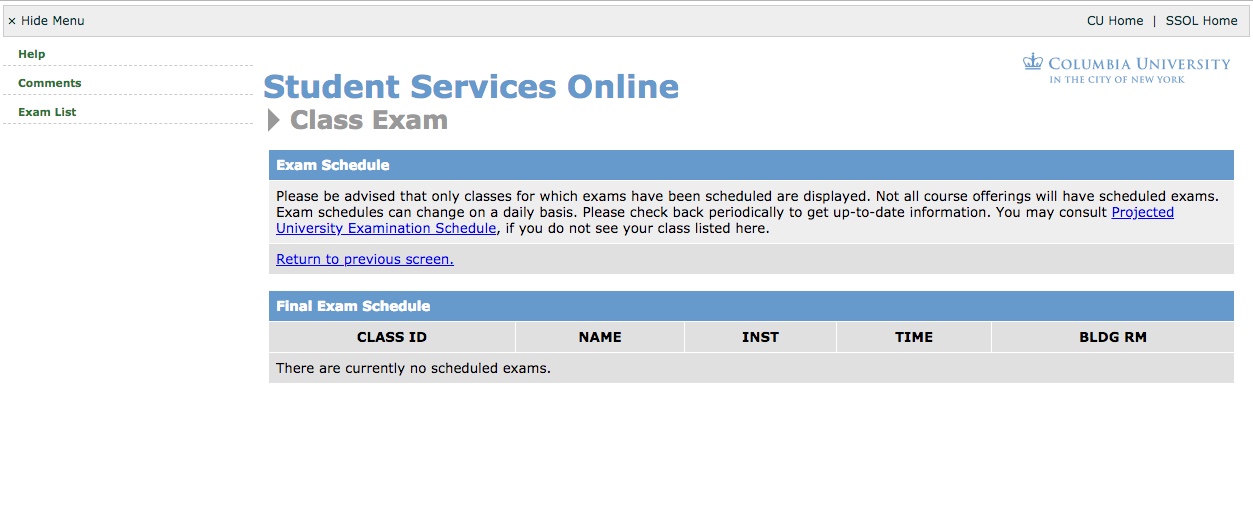 × Hide Menu
CU Home | SSOL Home
Help
Comments
Exam List
COLUMBIA UNIVERSITY
IN THE CITY OF NEW YORK
Student Services Online
Class Exam
Exam Schedule
Please be advised that only classes for which exams have been scheduled are displayed. Not all course offerings will have scheduled exams.
Exam schedules can change on a daily basis. Please check back periodically to get up-to-date information. You may consult Projected
University Examination Schedule, if you do not see your class listed here.
Return to previous screen.
Final Exam Schedule
CLASS ID NAME INST TIME BLDG RM
There are currently no scheduled exams.